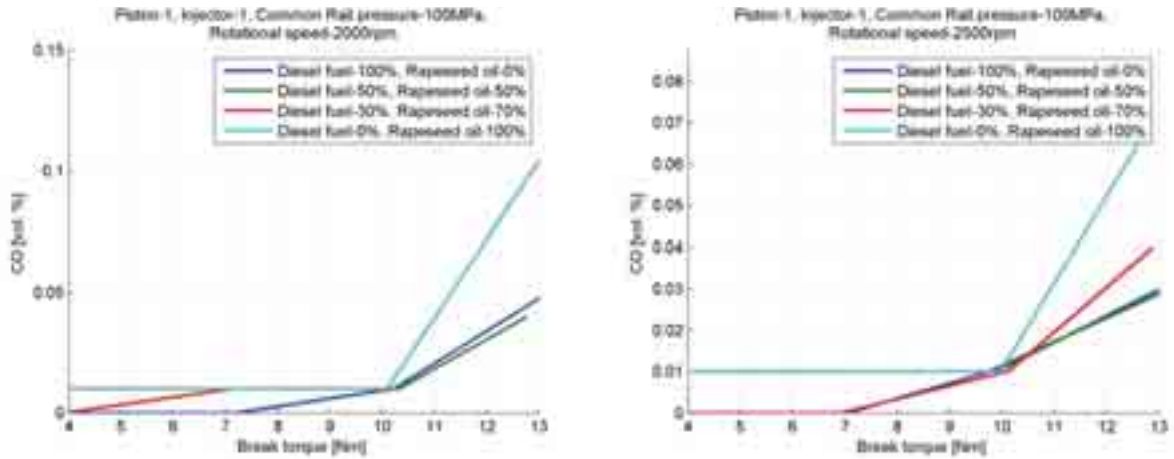 Piston-1, Injector-1, Common Rail pressure-100MPa,
Rotational speed-2000rpm
0.15
0.1
0.05
0
CO [vol. %]
Diesel fuel-100%, Rapeseed oil-0%
Diesel fuel-50%, Rapeseed oil-50%
Diesel fuel-30%, Rapeseed oil-70%
Diesel fuel-0%, Rapeseed oil-100%
4 5 6 7 8 9 10 11 12 13
Break torque [Nm]
Piston-1, Injector-1, Common Rail pressure-100MPa,
Rotational speed-2500rpm
0.08
0.07
0.06
0.05
0.04
0.03
0.02
0.01
0
CO [vol. %]
Diesel fuel-100%, Rapeseed oil-0%
Diesel fuel-50%, Rapeseed oil-50%
Diesel fuel-30%, Rapeseed oil-70%
Diesel fuel-0%, Rapeseed oil-100%
4 5 6 7 8 9 10 11 12 13
Break torque [Nm]